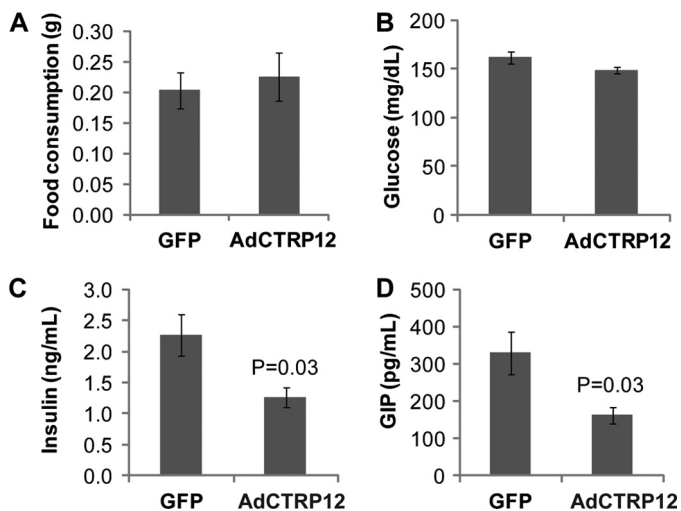 A
Food consumption (g)
0.30
0.25
0.20
0.15
0.10
0.05
0.00
GFP AdCTRP12
B
Glucose (mg/dL)
200
150
100
50
0
GFP AdCTRP12
C
Insulin (ng/mL)
3.0
2.5
2.0
1.5
1.0
0.5
0.0
P=0.03
GFP AdCTRP12
D
GIP (pg/mL)
500
400
300
200
100
0
P=0.03
GFP AdCTRP12